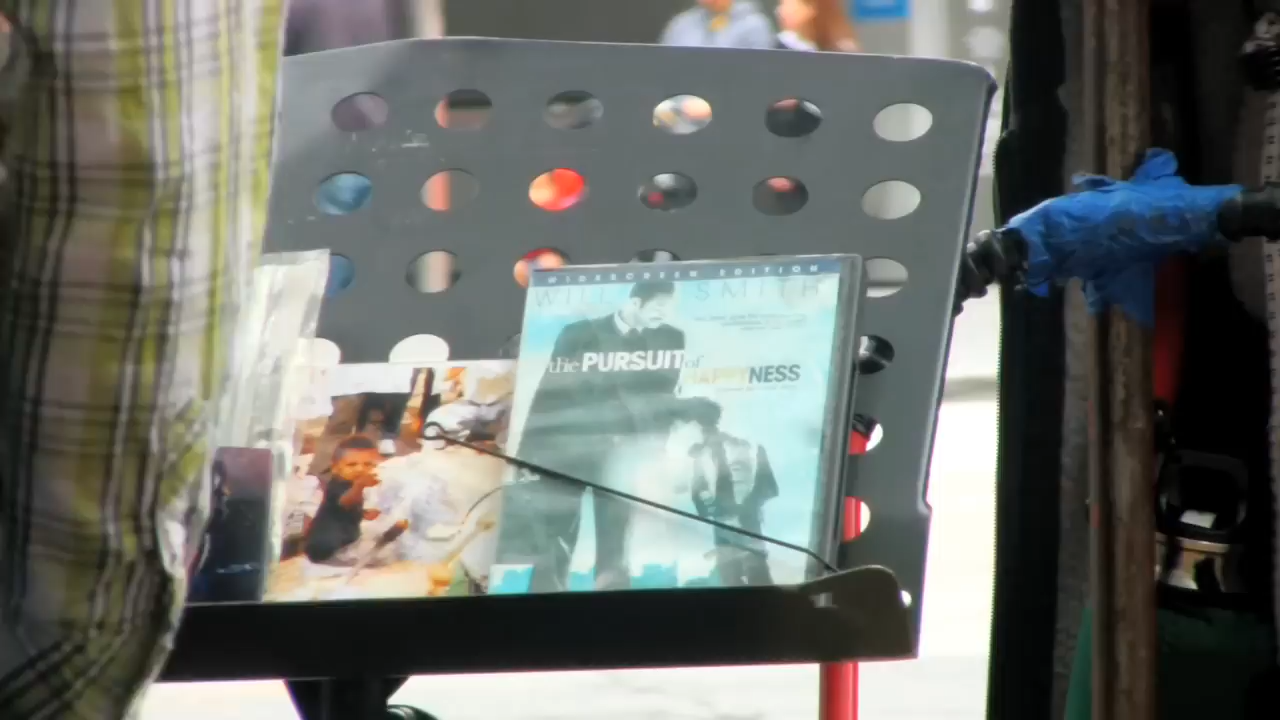 WIDESCREEN EDITION
WILL SMITH
the PURSUIT of
HAPPYNESS